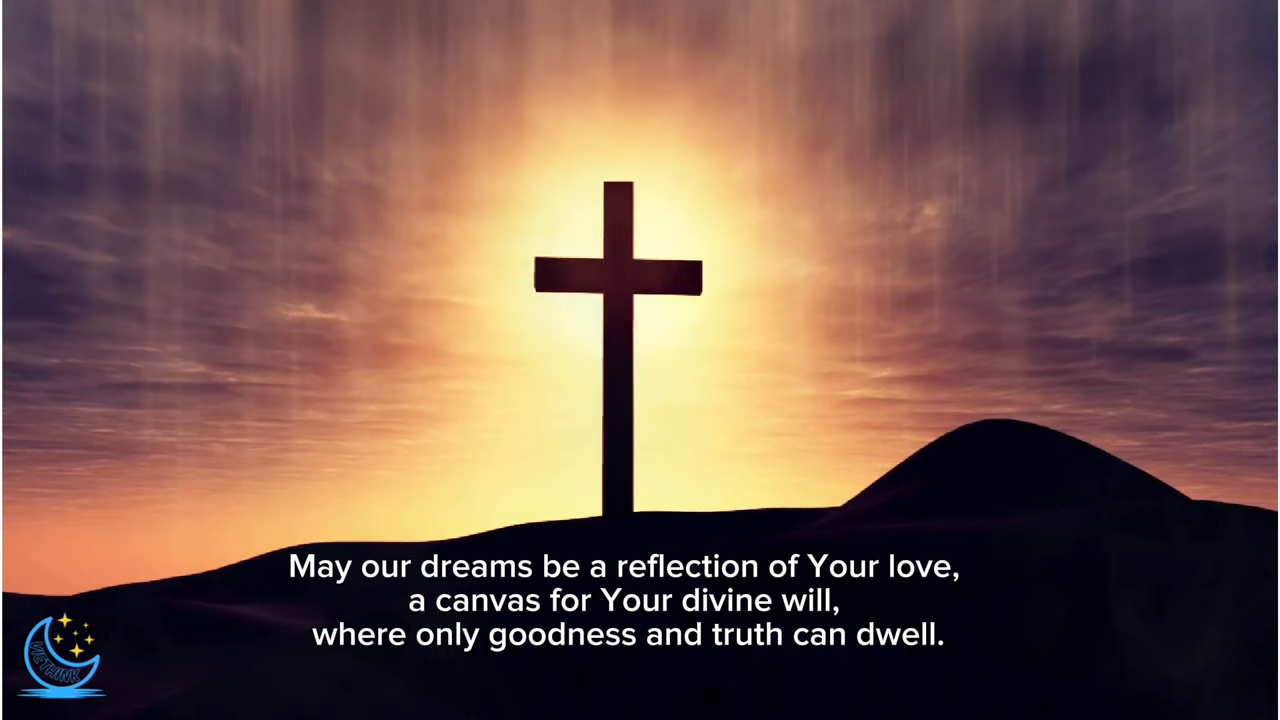 May our dreams be a reflection of Your love,
a canvas for Your divine will,
where only goodness and truth can dwell.